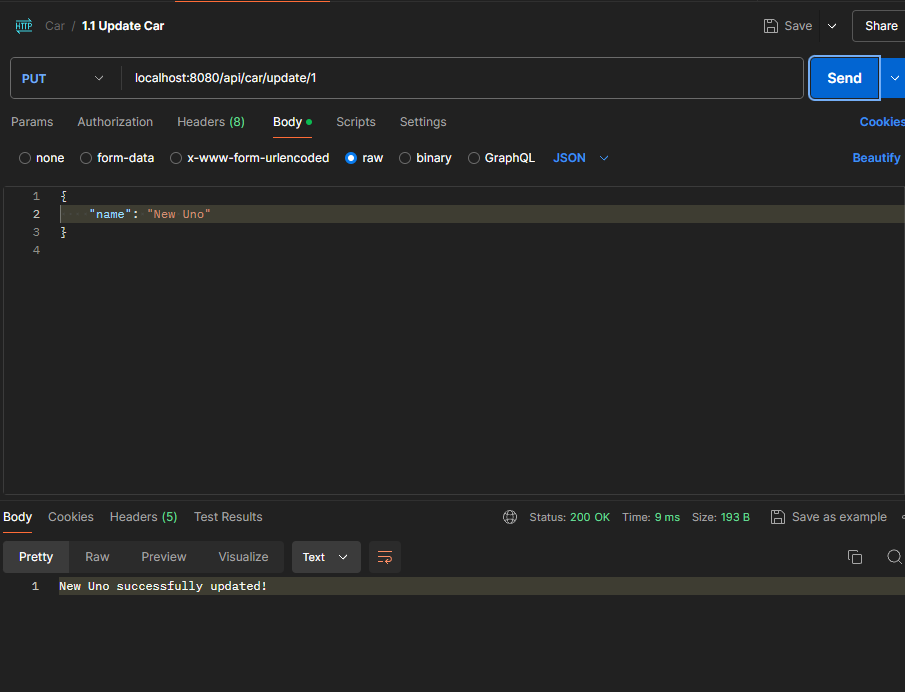 HTTP Car / 1.1 Update Car Save Share
PUT localhost:8080/api/car/update/1 Send
Params Authorization Headers (8) Body Scripts Settings Cookies
none form-data x-www-form-urlencoded raw binary GraphQL JSON Beautify
1 {
2 "name": "New Uno"
3 }
4
Body Cookies Headers (5) Test Results Status: 200 OK Time: 9 ms Size: 193 B Save as example
Pretty Raw Preview Visualize Text
1 New Uno successfully updated!